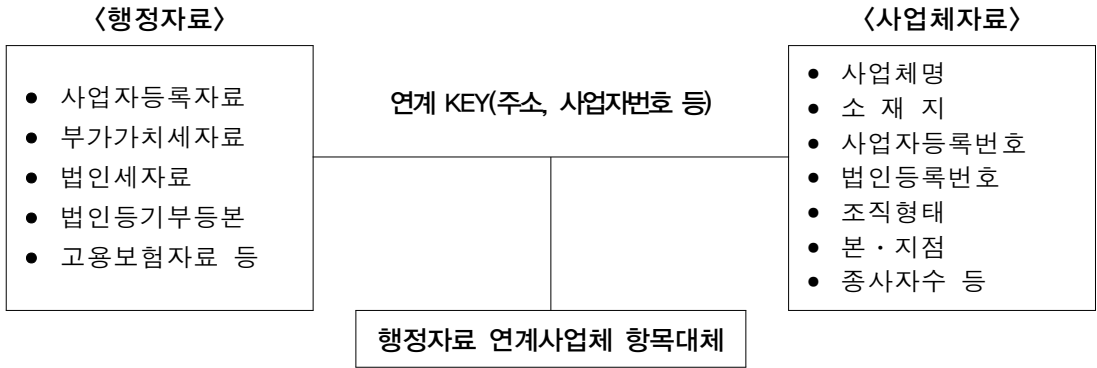 〈행정자료〉
● 사업자등록자료
● 부가가치세자료
● 법인세자료
● 법인등기부등본
● 고용보험자료 등
연계 KEY(주소, 사업자번호 등)
〈사업체자료〉
● 사업체명
● 소 재 지
● 사업자등록번호
● 법인등록번호
● 조직형태
● 본 · 지점
● 종사자수 등
행정자료 연계사업체 항목대체